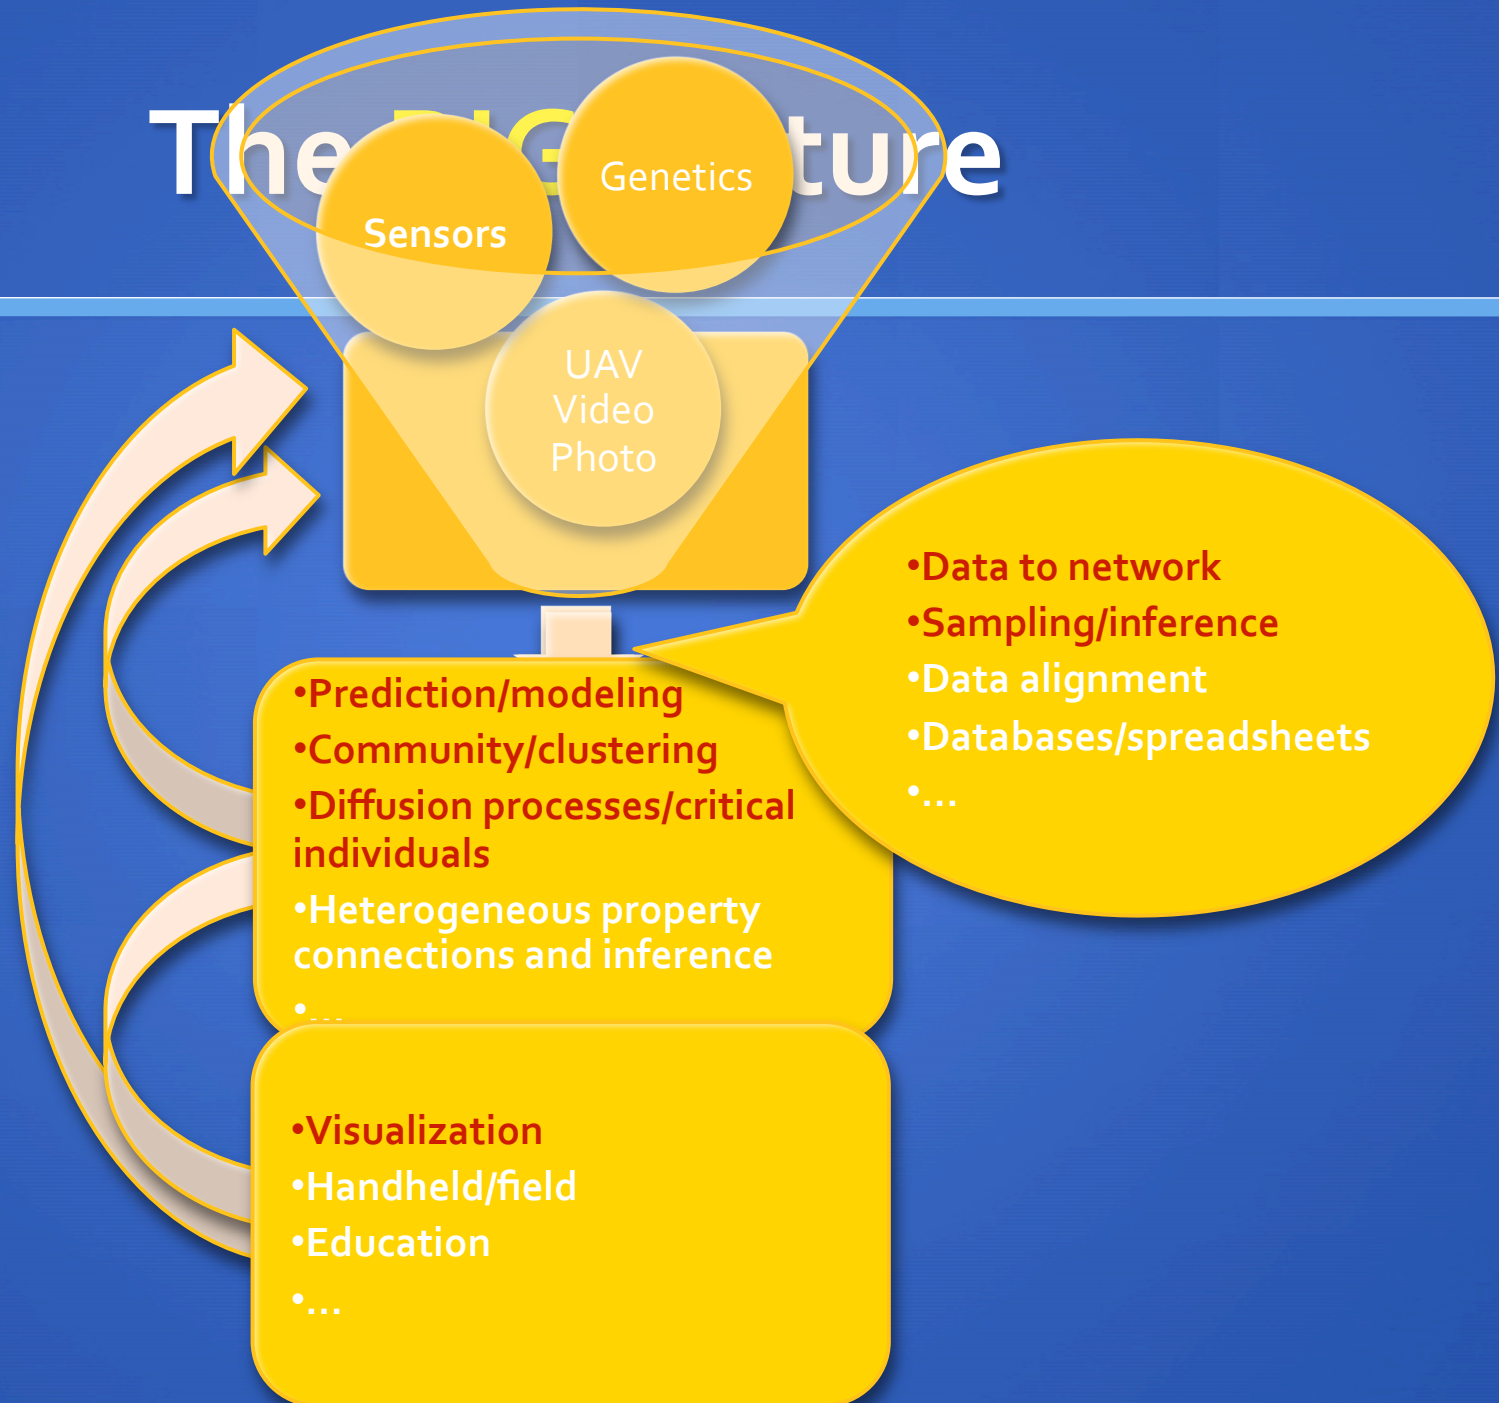 The BIG ture
Genetics
Sensors
UAV
Video
Photo
•Data to network
•Sampling/inference
•Data alignment
•Databases/spreadsheets
•...
•Prediction/modeling
•Community/clustering
•Diffusion processes/critical
individuals
•Heterogeneous property
connections and inference
•...
•Visualization
•Handheld/field
•Education
•...